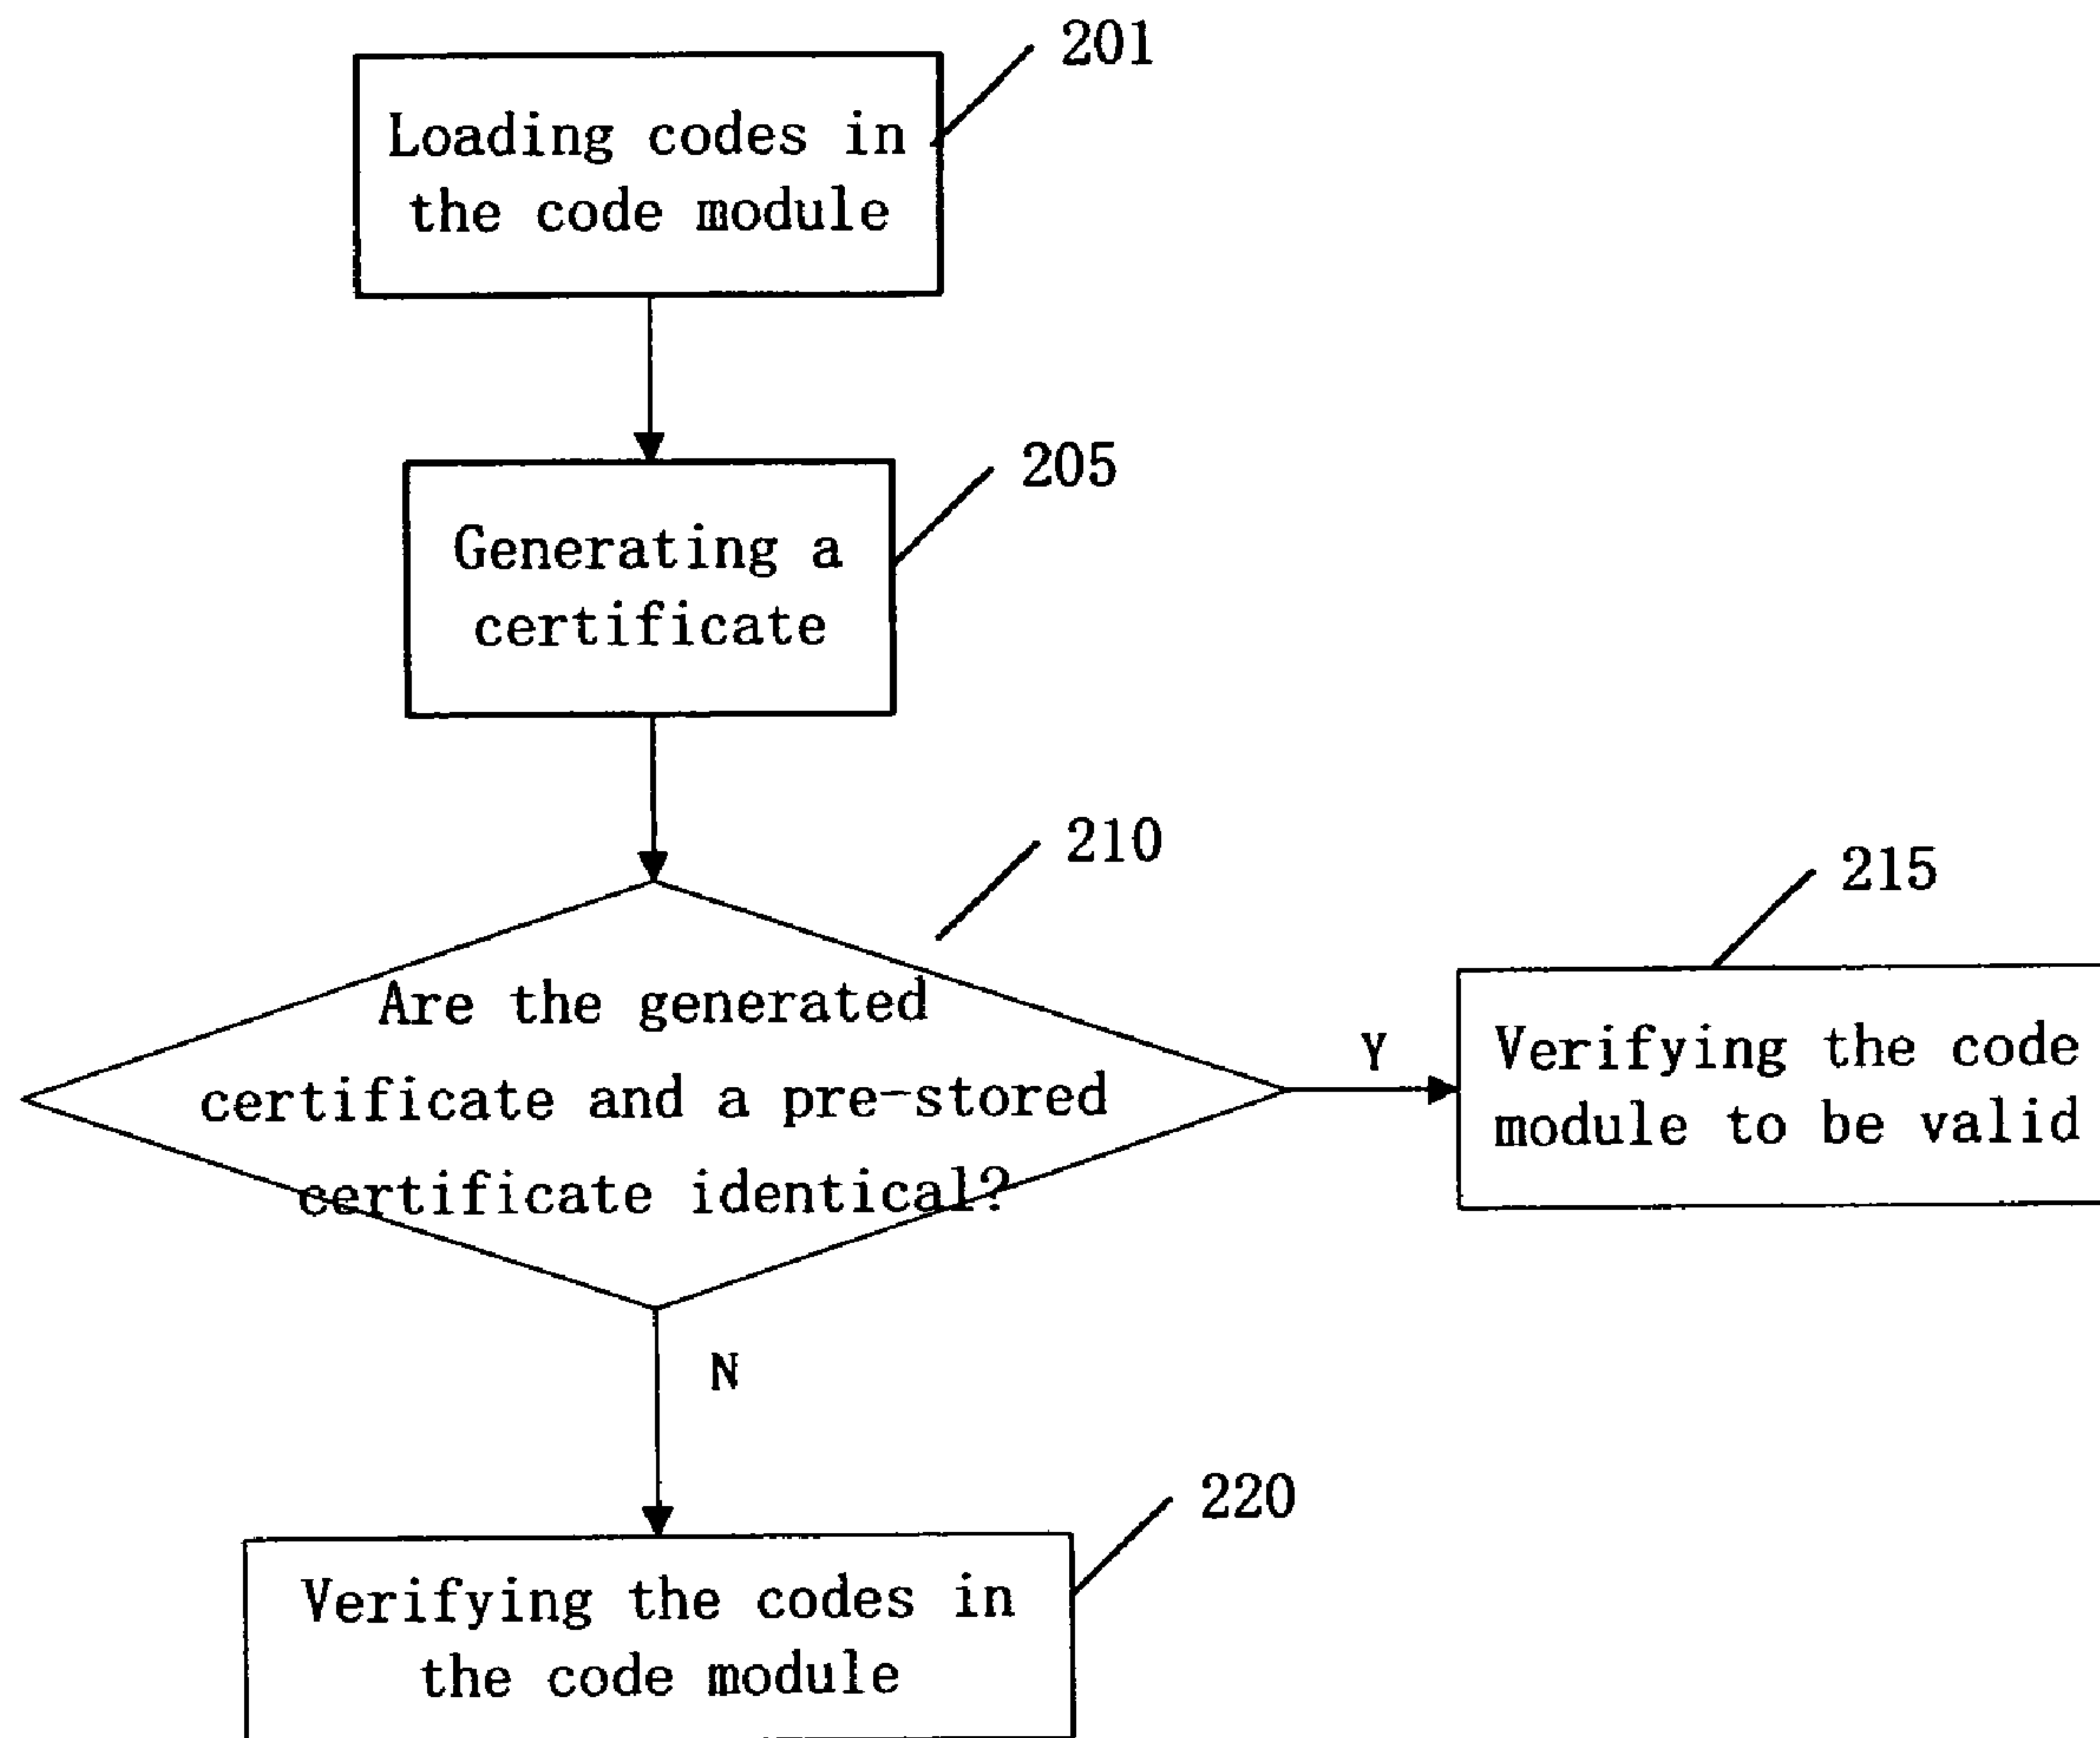 201
Loading codes in
the code module
205
Generating a
certificate
210
Are the generated
certificate and a pre-stored
certificate identical?
Y
215
Verifying the code
module to be valid
N
220
Verifying the codes in
the code module